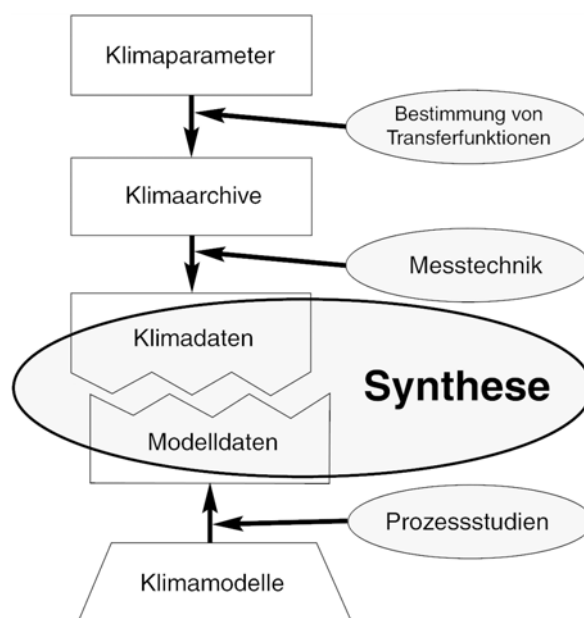 Klimaparameter
Bestimmung von
Transferfunktionen
Klimaarchive
Messtechnik
Klimadaten
Synthese
Modelldaten
Prozessstudien
Klimamodelle